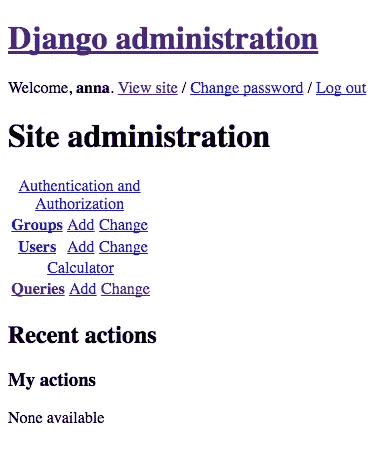 Django administration
Welcome, anna. View site / Change password / Log out
Site administration
Authentication and
Authorization
Groups Add Change
Users Add Change
Calculator
Queries Add Change
Recent actions
My actions
None available